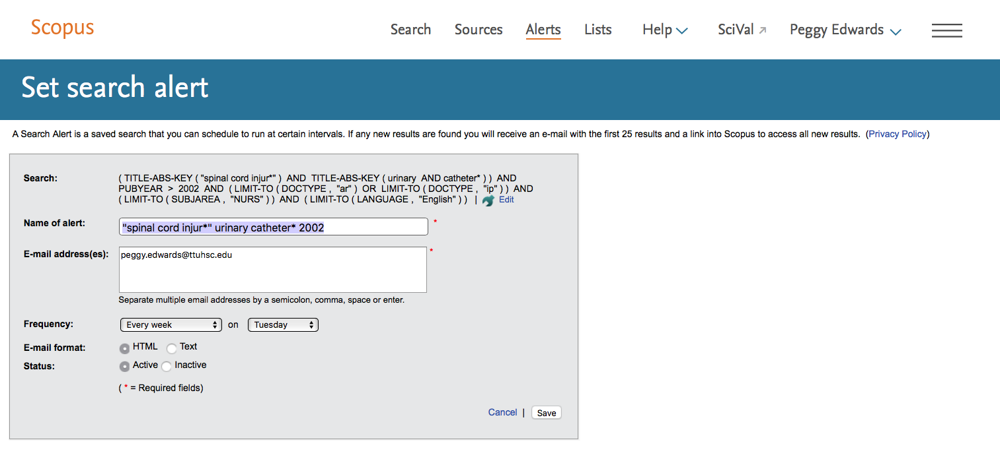 Scopus
Search Sources Alerts Lists Help SciVal Peggy Edwards
Set search alert
A Search Alert is a saved search that you can schedule to run at certain intervals. If any new results are found you will receive an e-mail with the first 25 results and a link into Scopus to access all new results. (Privacy Policy)
Search: ( TITLE-ABS-KEY ( "spinal cord injur*" ) AND TITLE-ABS-KEY ( urinary AND catheter* ) ) AND
PUBYEAR > 2002 AND ( LIMIT-TO ( DOCTYPE , "ar" ) OR LIMIT-TO ( DOCTYPE , "ip" ) ) AND
( LIMIT-TO ( SUBJAREA , "NURS" ) ) AND ( LIMIT-TO ( LANGUAGE , "English" ) ) | Edit
Name of alert: "spinal cord injur*" urinary catheter* 2002 *
E-mail address(es): peggy.edwards@ttuhsc.edu *
Separate multiple email addresses by a semicolon, comma, space or enter.
Frequency: Every week on Tuesday
E-mail format: HTML Text
Status: Active Inactive
( * = Required fields)
Cancel | Save